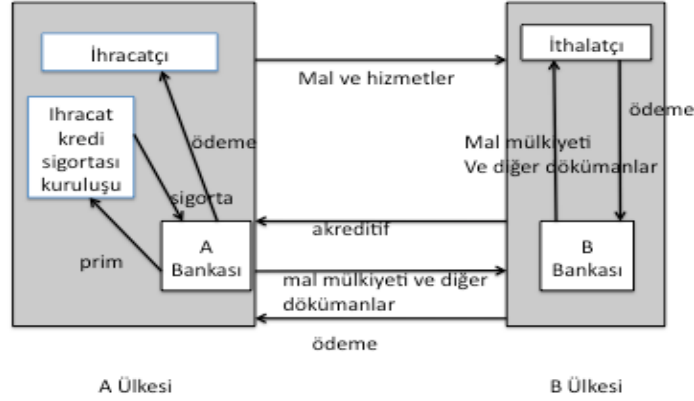 İhracatçı
İthalatçı
Mal ve hizmetler
Ihracat
kredi
sigortası
kuruluşu
ödeme
ödeme
Mal mülkiyeti
Ve diğer dökümanlar
sigorta
akreditif
prim
A
Bankası
B
Bankası
mal mülkiyeti ve diğer
dökümanlar
ödeme
A Ülkesi
B Ülkesi